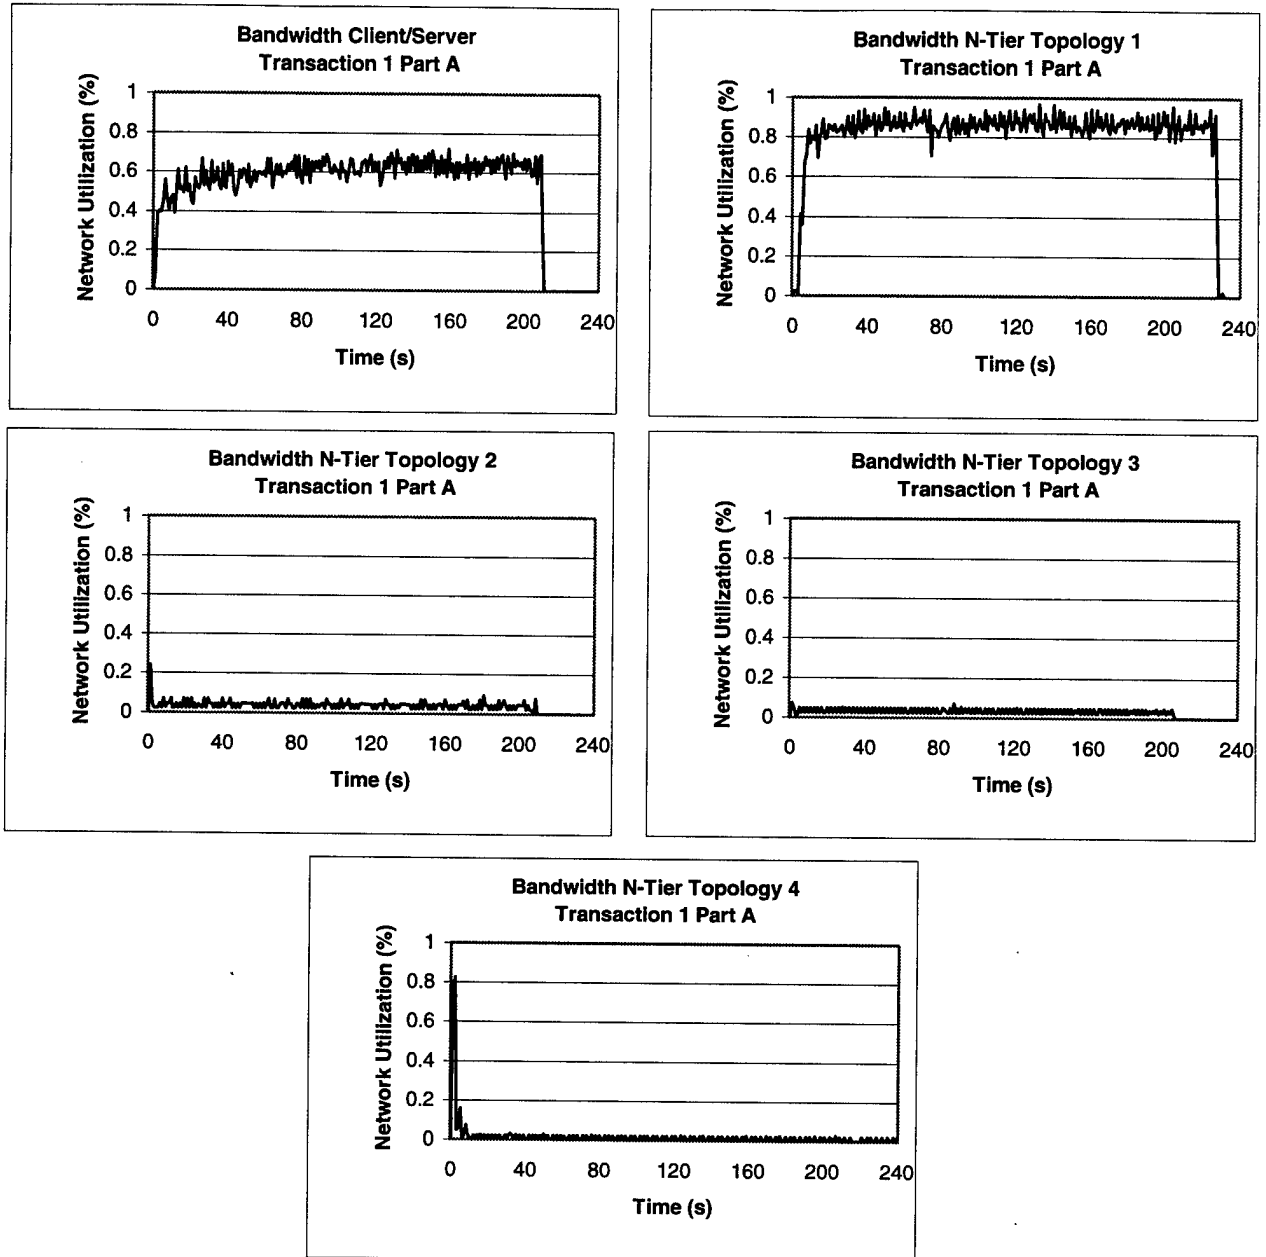 Bandwidth Client/Server
Transaction 1 Part A
Network Utilization (%)
1
0.8
0.6
0.4
0.2
0
0 40 80 120 160 200 240
Time (s)
Bandwidth N-Tier Topology 1
Transaction 1 Part A
Network Utilization (%)
1
0.8
0.6
0.4
0.2
0
0 40 80 120 160 200 240
Time (s)
Bandwidth N-Tier Topology 2
Transaction 1 Part A
Network Utilization (%)
1
0.8
0.6
0.4
0.2
0
0 40 80 120 160 200 240
Time (s)
Bandwidth N-Tier Topology 3
Transaction 1 Part A
Network Utilization (%)
1
0.8
0.6
0.4
0.2
0
0 40 80 120 160 200 240
Time (s)
Bandwidth N-Tier Topology 4
Transaction 1 Part A
Network Utilization (%)
1
0.8
0.6
0.4
0.2
0
0 40 80 120 160 200 240
Time (s)